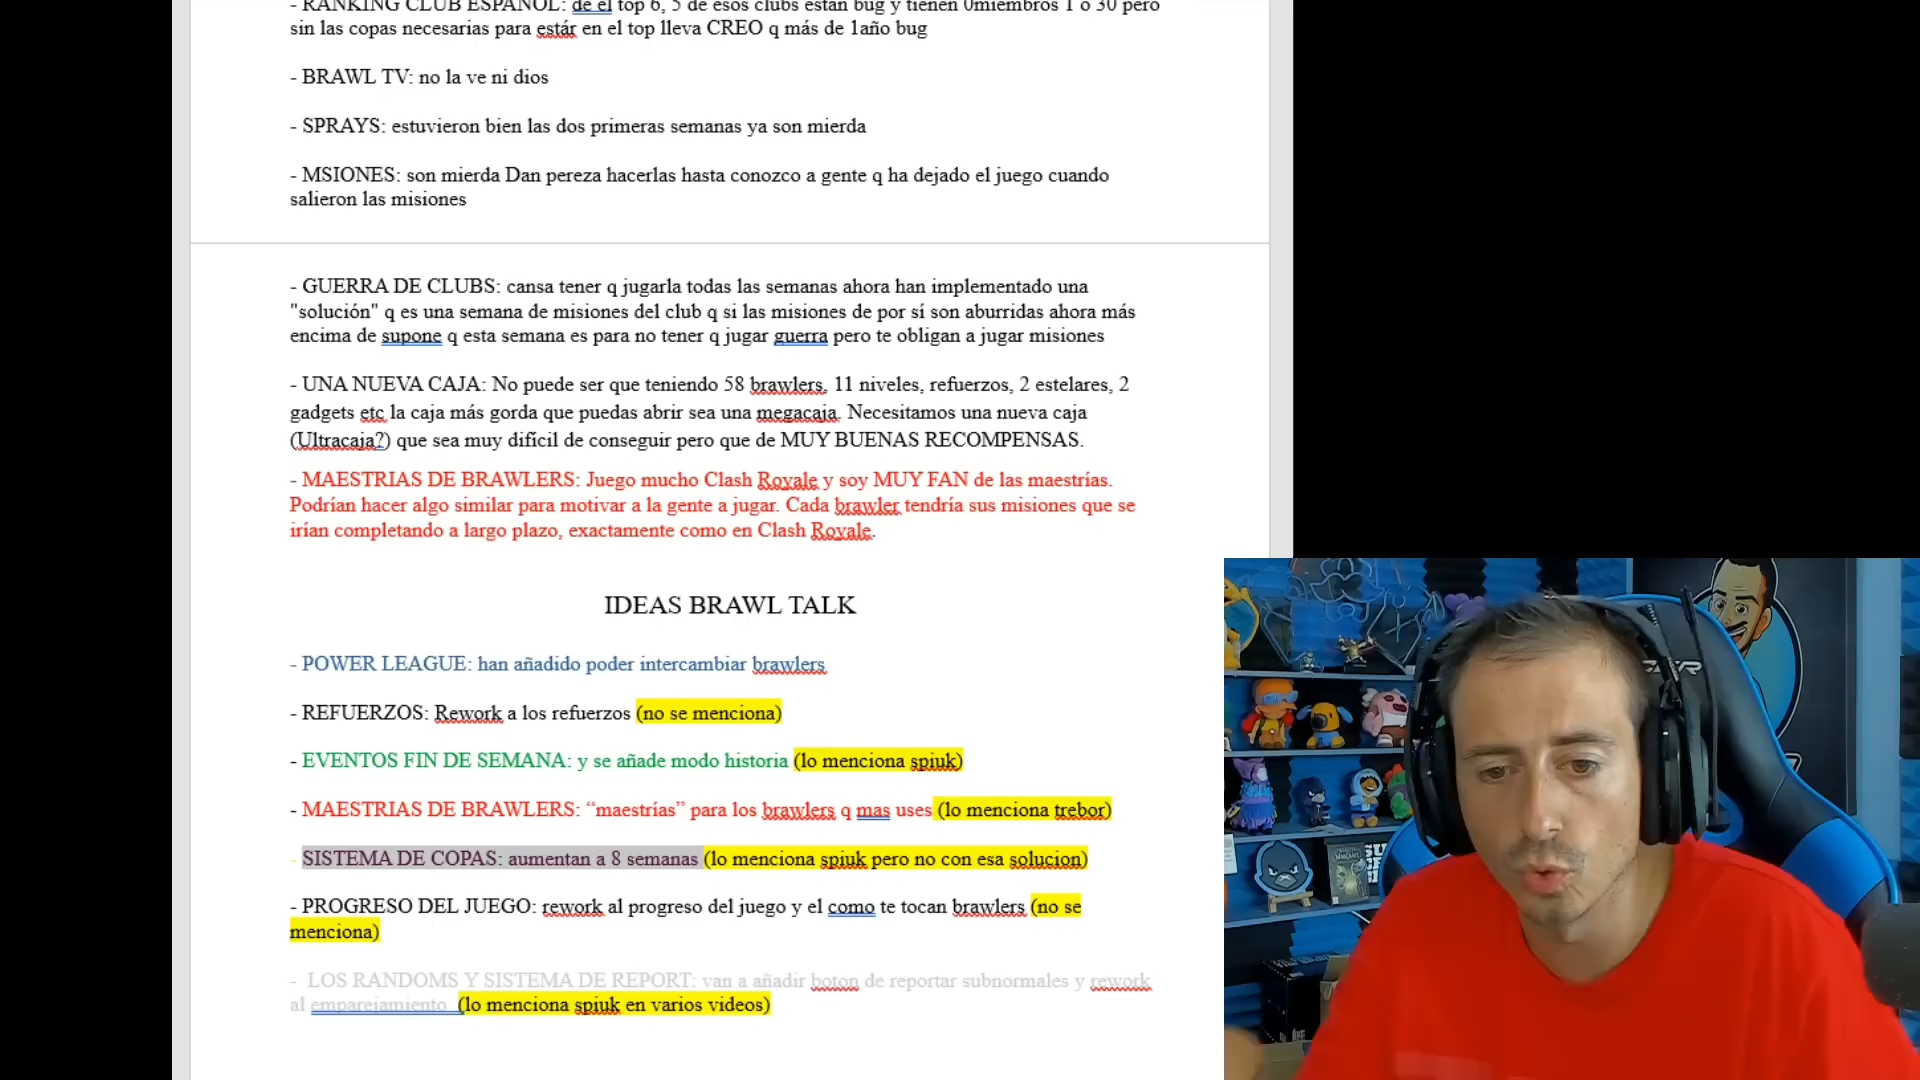 - RANKING CLUB ESPAÑOL: de el top 6, 5 de esos clubs están bug y tienen 0miembros 1 o 30 pero
sin las copas necesarias para estár en el top lleva CREO q más de 1año bug
- BRAWL TV: no la ve ni dios
- SPRAYS: estuvieron bien las dos primeras semanas ya son mierda
- MSIONES: son mierda Dan pereza hacerlas hasta conozco a gente q ha dejado el juego cuando
salieron las misiones
- GUERRA DE CLUBS: cansa tener q jugarla todas las semanas ahora han implementado una
"solución" q es una semana de misiones del club q si las misiones de por sí son aburridas ahora más
encima de supone q esta semana es para no tener q jugar guerra pero te obligan a jugar misiones
- UNA NUEVA CAJA: No puede ser que teniendo 58 brawlers, 11 niveles, refuerzos, 2 estelares, 2
gadgets etc la caja más gorda que puedas abrir sea una megacaja. Necesitamos una nueva caja
(Ultracaja?) que sea muy difícil de conseguir pero que de MUY BUENAS RECOMPENSAS.
- MAESTRIAS DE BRAWLERS: Juego mucho Clash Royale y soy MUY FAN de las maestrías.
Podrían hacer algo similar para motivar a la gente a jugar. Cada brawler tendría sus misiones que se
irían completando a largo plazo, exactamente como en Clash Royale.
IDEAS BRAWL TALK
- POWER LEAGUE: han añadido poder intercambiar brawlers
- REFUERZOS: Rework a los refuerzos (no se menciona)
- EVENTOS FIN DE SEMANA: y se añade modo historia (lo menciona spiuk)
- MAESTRIAS DE BRAWLERS: “maestrías” para los brawlers q mas uses (lo menciona trebor)
- SISTEMA DE COPAS: aumentan a 8 semanas (lo menciona spiuk pero no con esa solucion)
- PROGRESO DEL JUEGO: rework al progreso del juego y el como te tocan brawlers (no se
menciona)
- LOS RANDOMS Y SISTEMA DE REPORT: van a añadir boton de reportar subnormales y rework
al emparejamiento (lo menciona spiuk en varios videos)